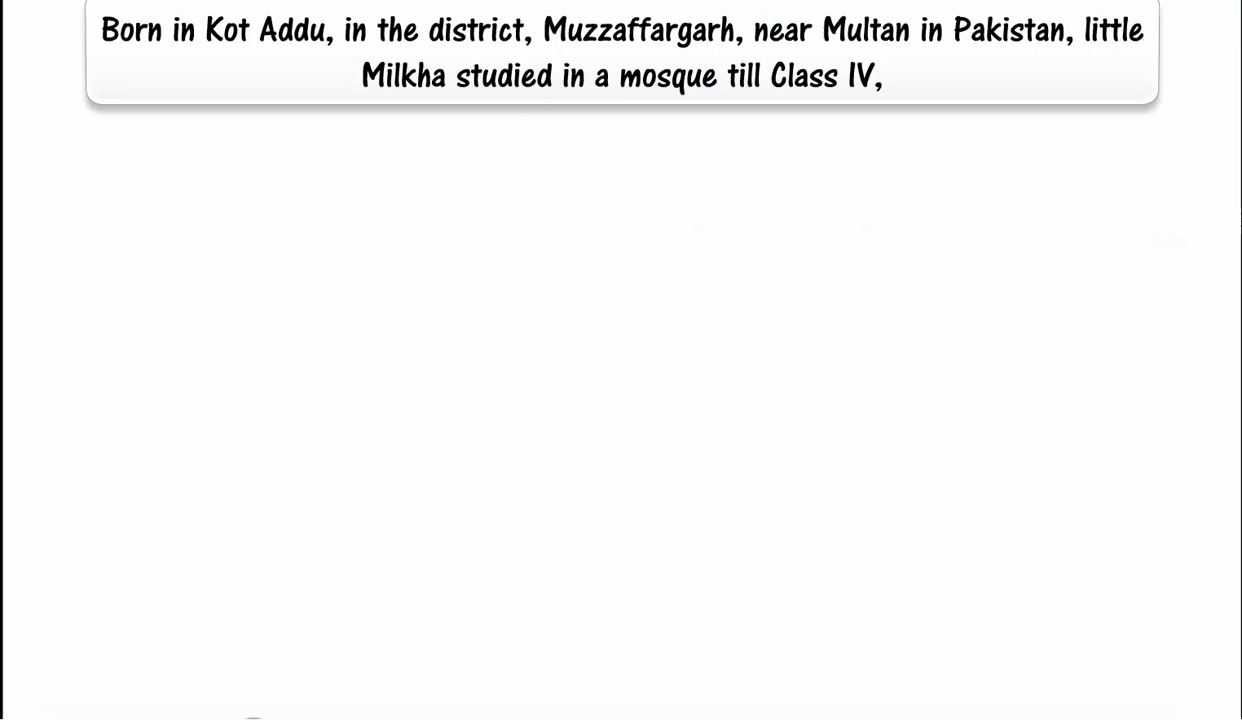 Born in Kot Addu, in the district, Muzzaffargarh, near Multan in Pakistan, little
Milkha studied in a mosque till Class IV,